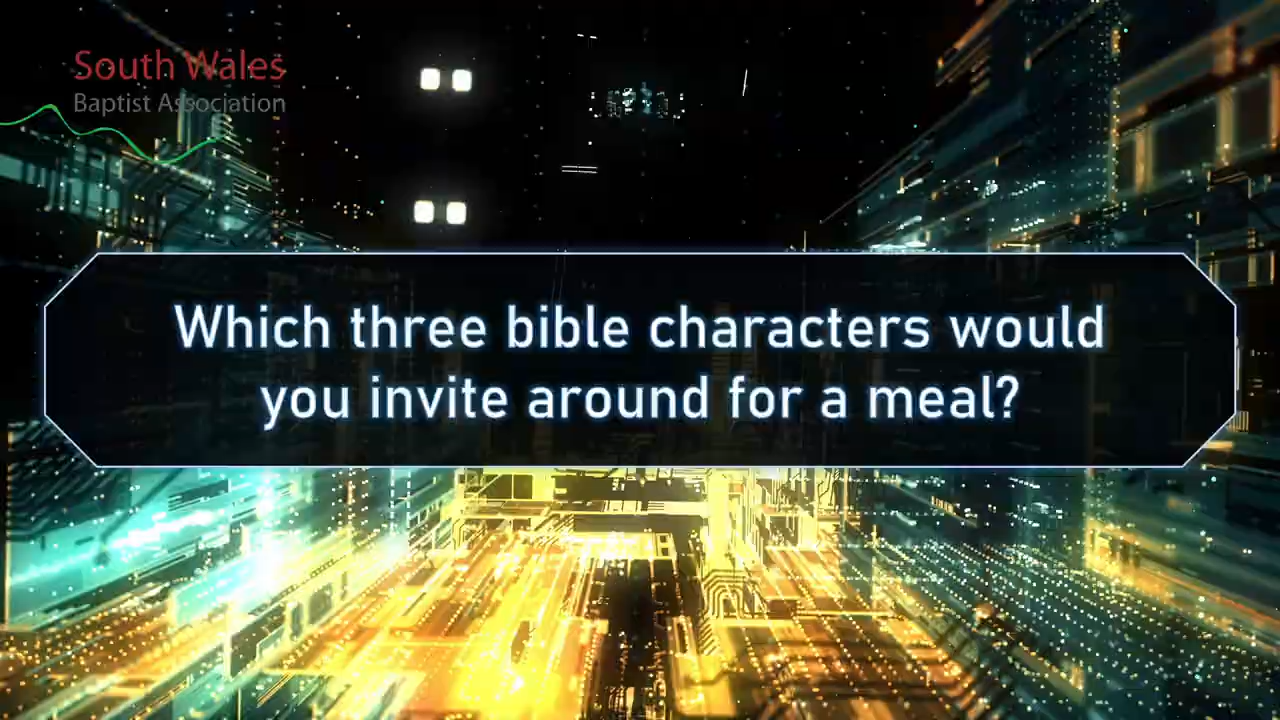 South Wales
Baptist Association
Which three bible characters would
you invite around for a meal?